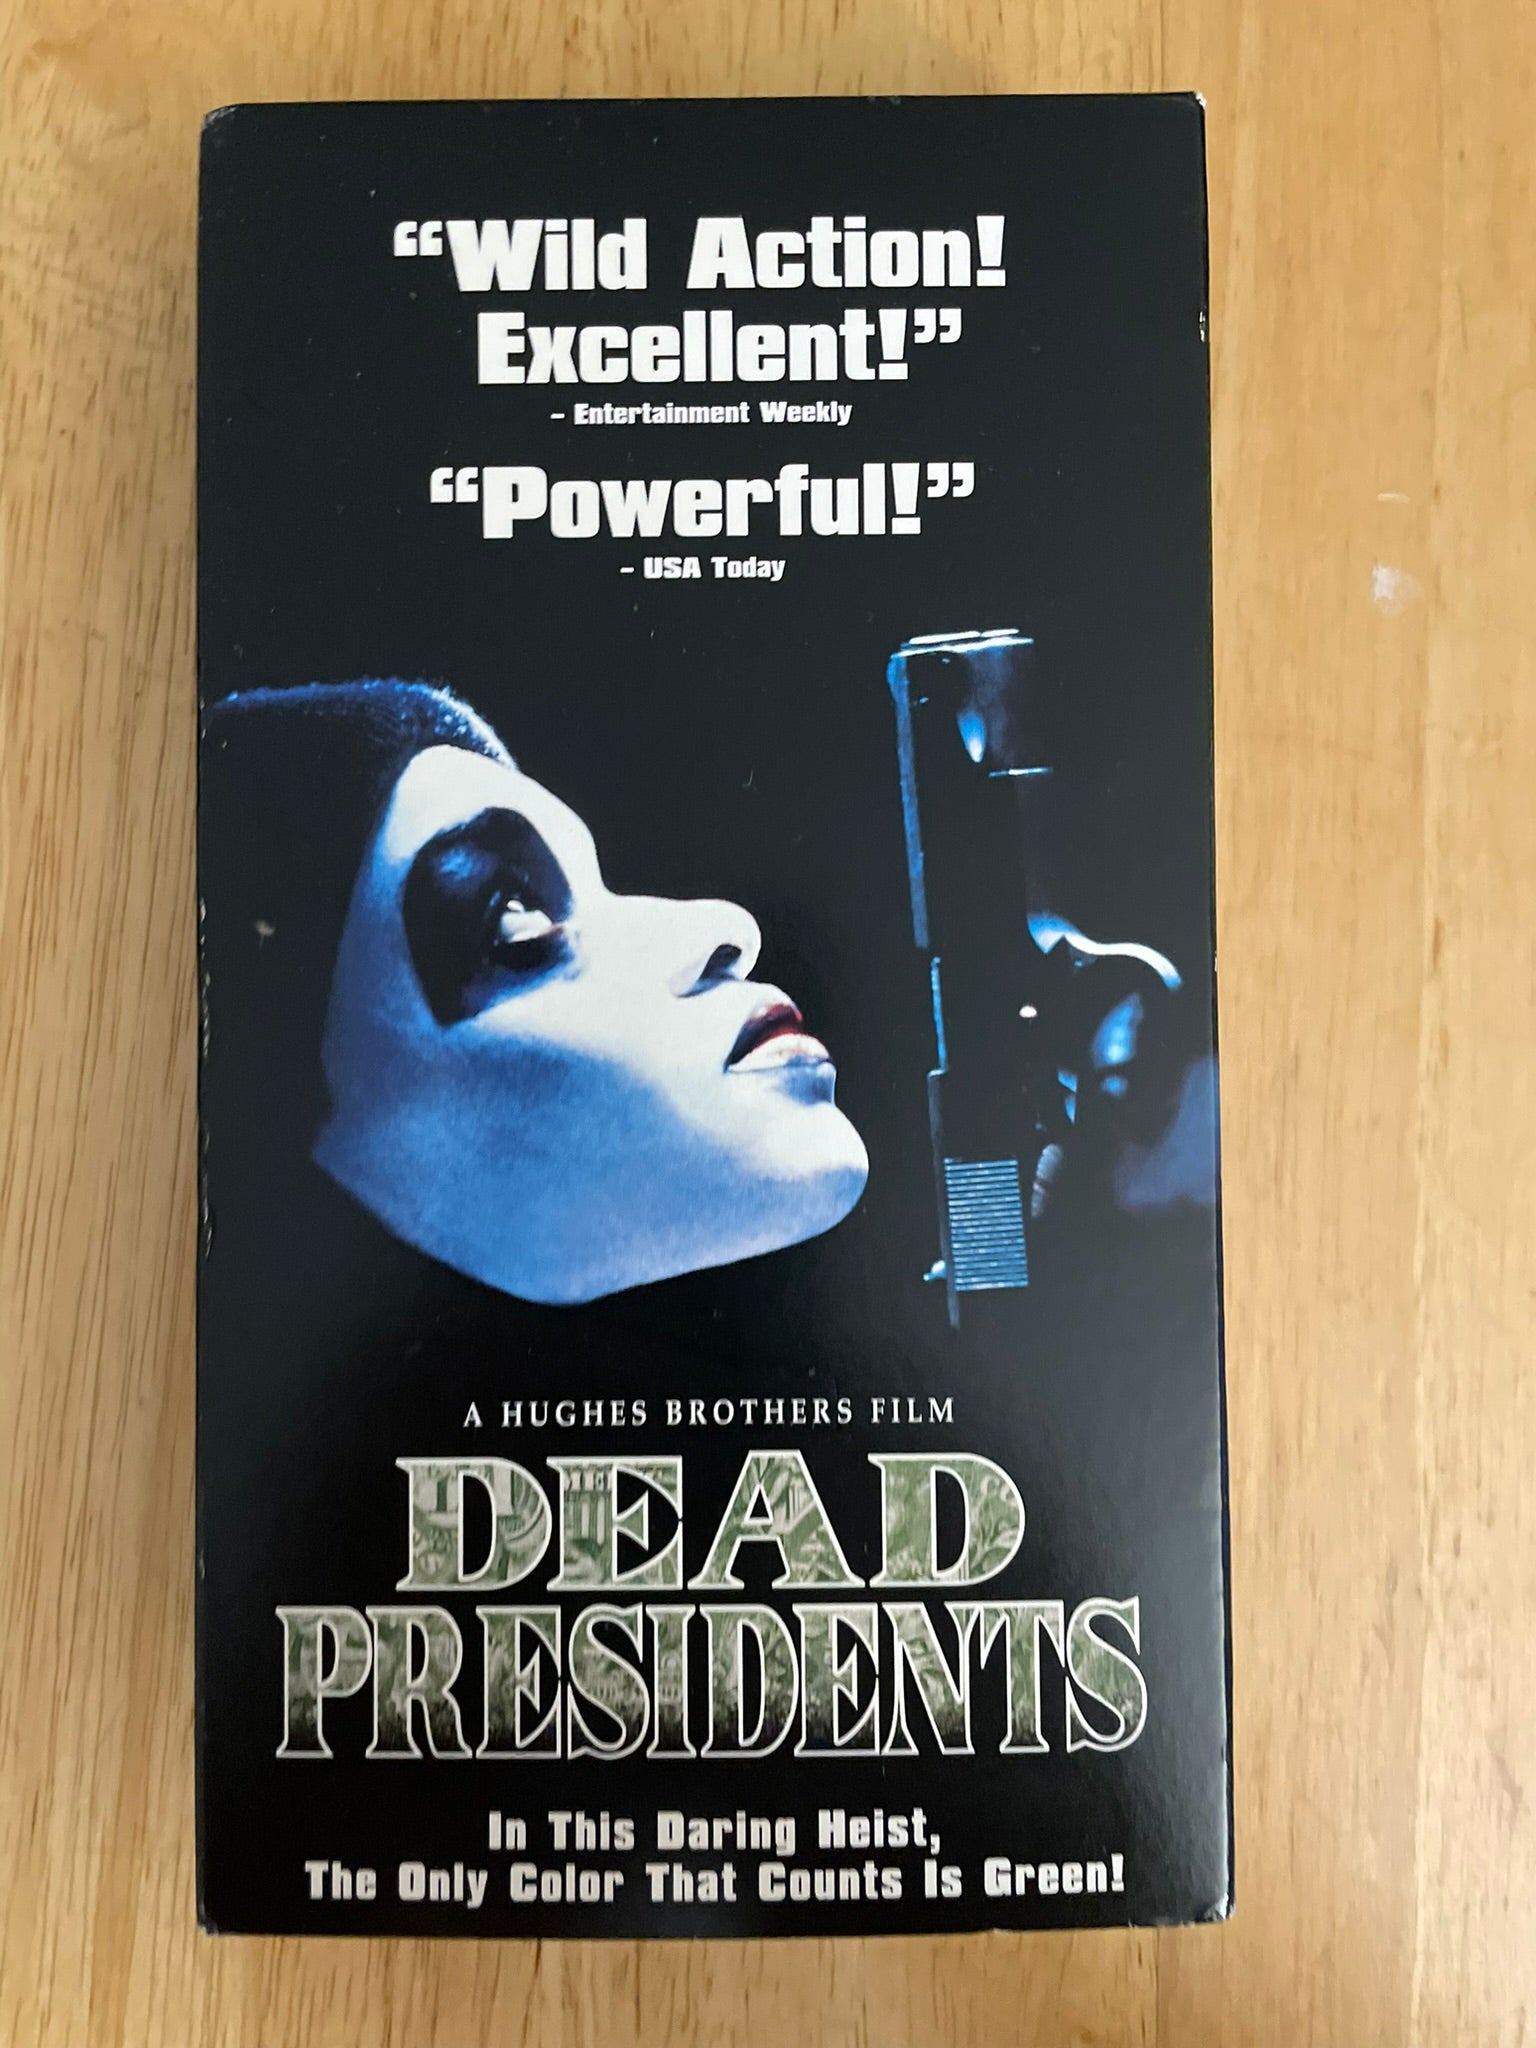 “Wild Action!
Excellent!”
- Entertainment Weekly
“Powerful!”
- USA Today
A HUGHES BROTHERS FILM
DEAD
PRESIDENTS
In This Daring Heist,
The Only Color That Counts Is Green!